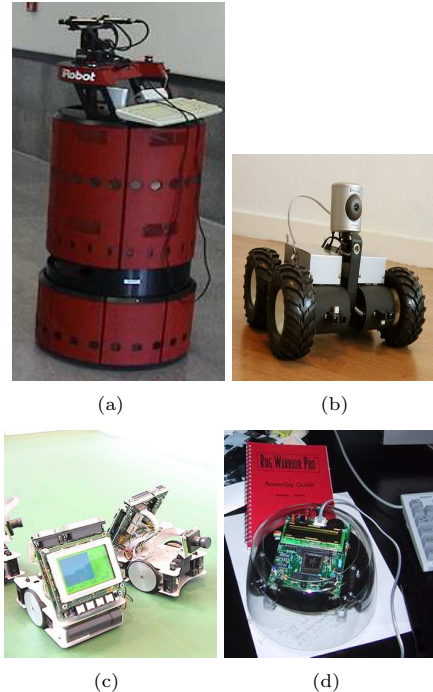 iRobot
(a)
(b)
RUG WARRIOR PRO
Assembly Guide
(c)
(d)